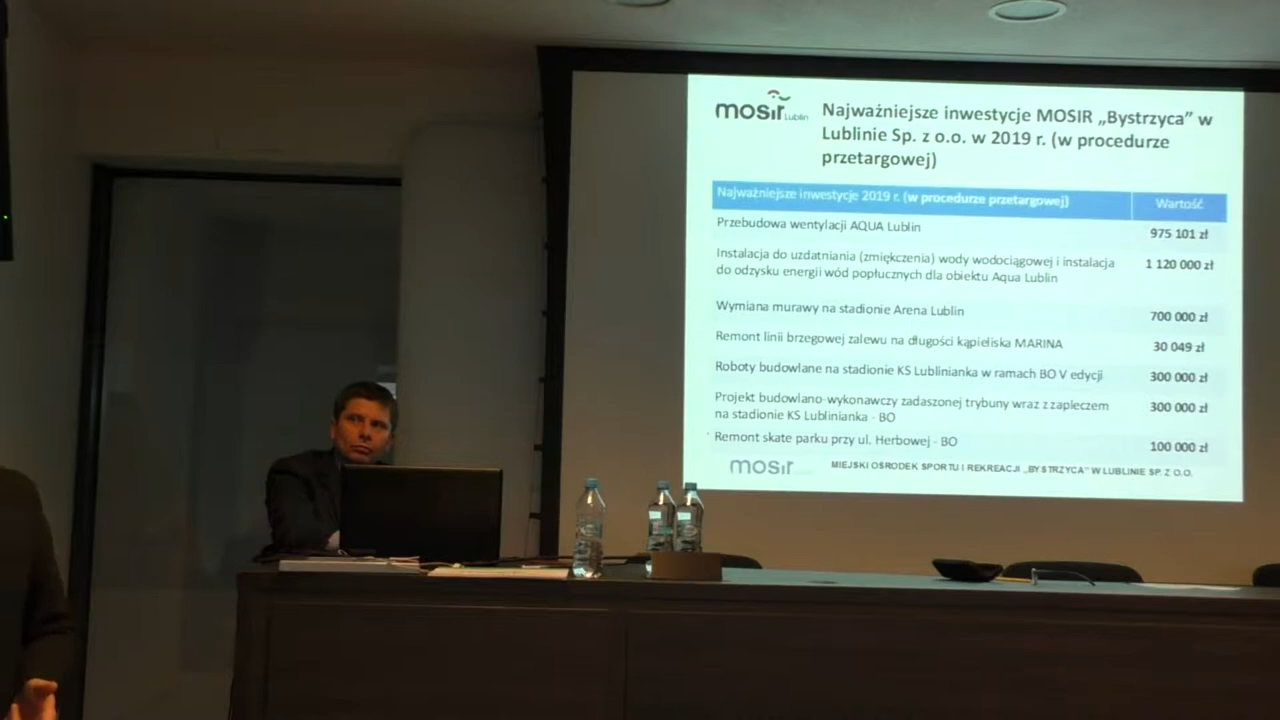 mosir Lublin
Najważniejsze inwestycje MOSIR „Bystrzyca” w
Lublinie Sp. z o.o. w 2019 r. (w procedurze
przetargowej)
Najważniejsze inwestycje 2019 r. (w procedurze przetargowej) Wartość
Przebudowa wentylacji AQUA Lublin 975 101 zł
Instalacja do uzdatniania (zmiękczenia) wody wodociągowej i instalacja 1 120 000 zł
do odzysku energii wód popłucznych dla obiektu Aqua Lublin
Wymiana murawy na stadionie Arena Lublin 700 000 zł
Remont linii brzegowej zalewu na długości kąpieliska MARINA 30 049 zł
Roboty budowlane na stadionie KS Lublinianka w ramach BO V edycji 300 000 zł
Projekt budowlano-wykonawczy zadaszonej trybuny wraz z zapleczem 300 000 zł
na stadionie KS Lublinianka - BO
Remont skate parku przy ul. Herbowej - BO 100 000 zł
mosir MIEJSKI OŚRODEK SPORTU I REKREACJI „BYSTRZYCA” W LUBLINIE SP. Z O.O.